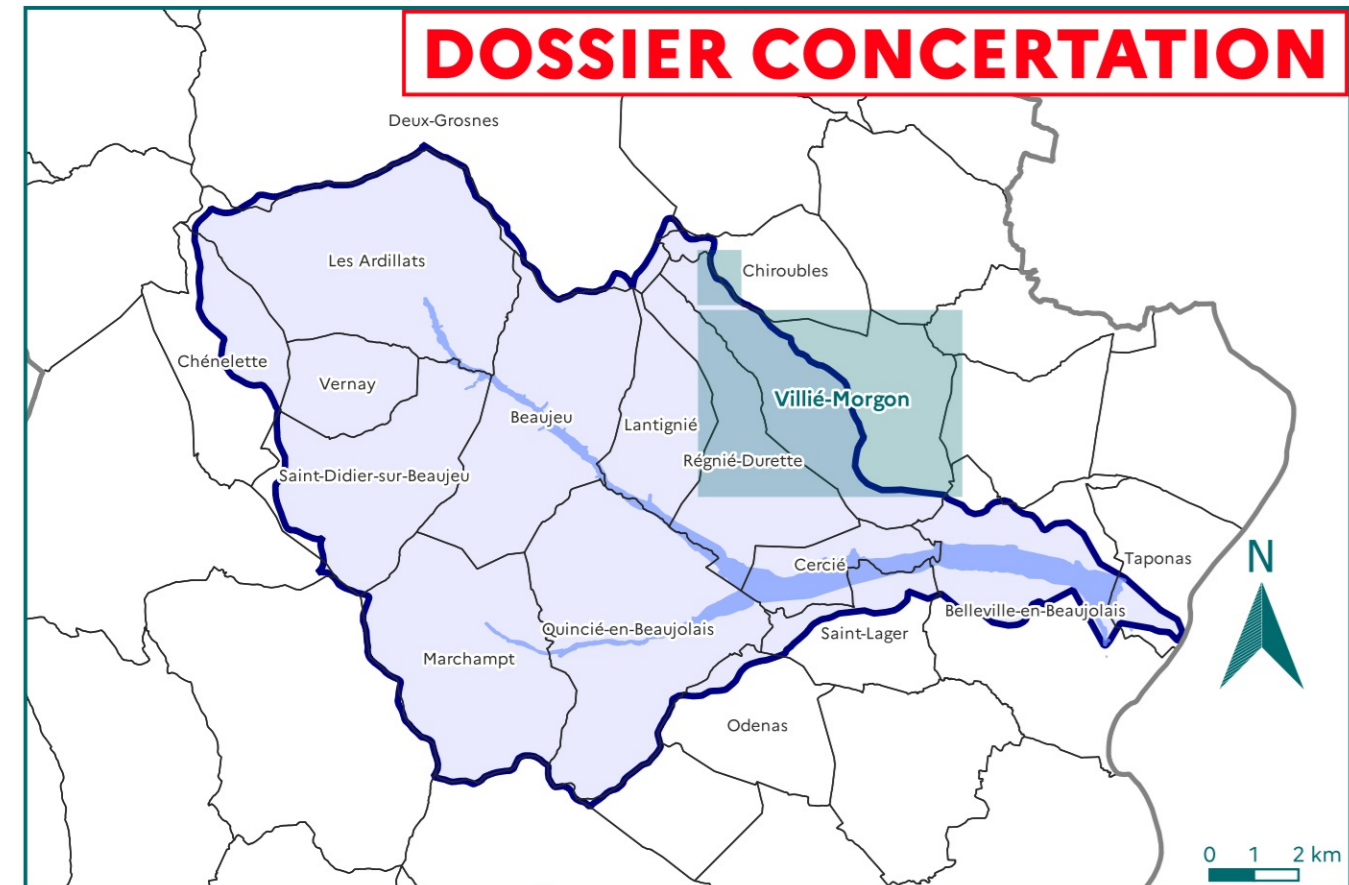 DOSSIER CONCERTATION
Deux-Grosnes
Les Ardillats
Chiroubles
Chénelette
Vernay
Villié-Morgon
Beaujeu
Lantignié
Régnié-Durette
Saint-Didier-sur-Beaujeu
Taponas
N
Cercié
Belleville-en-Beaujolais
Quincié-en-Beaujolais
Saint-Lager
Marchampt
Odenas
0 1 2 km